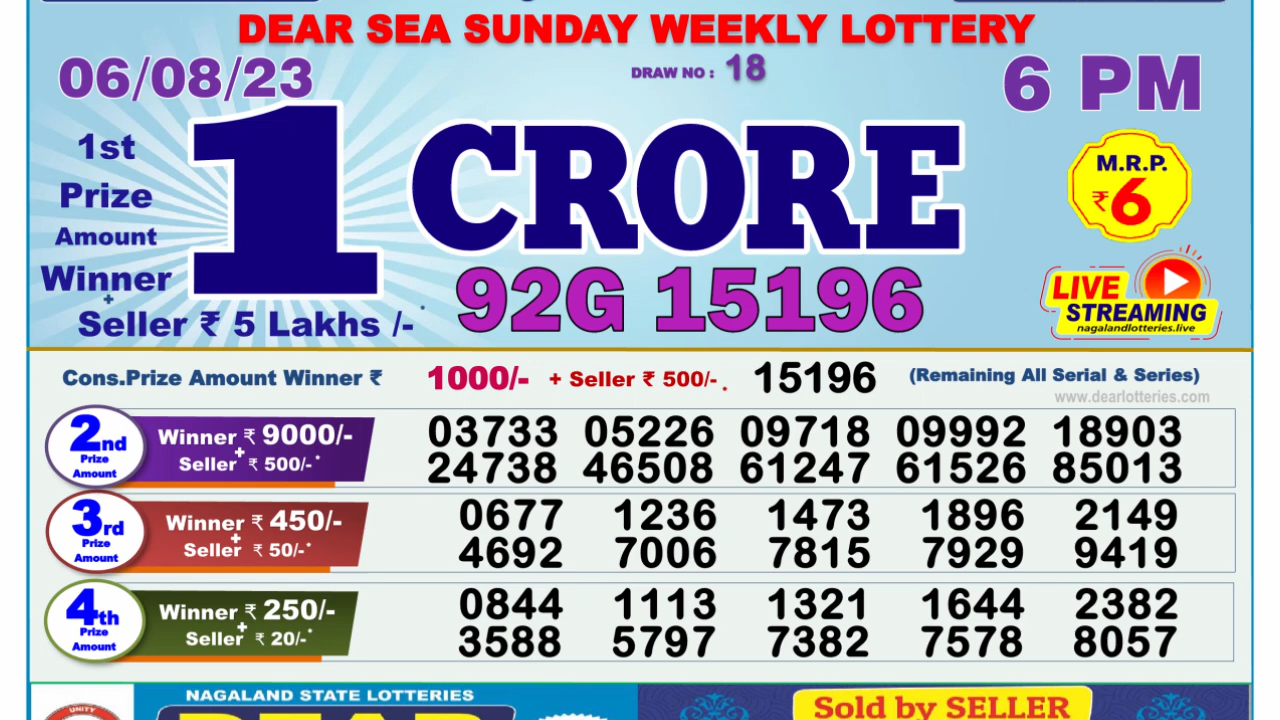 DEAR SEA SUNDAY WEEKLY LOTTERY
06/08/23
DRAW NO : 18
6 PM
1st
Prize
Amount
Winner
+
Seller ₹ 5 Lakhs /- *
1 CRORE
92G 15196
M.R.P.
₹6
LIVE
STREAMING
nagalandlotteries.live
Cons.Prize Amount Winner ₹ 1000/- + Seller ₹ 500/- . 15196 (Remaining All Serial & Series)
www.dearlotteries.com
2nd
Prize
Amount
Winner ₹ 9000/-
+
Seller ₹ 500/- *
03733 05226 09718 09992 18903
24738 46508 61247 61526 85013
3rd
Prize
Amount
Winner ₹ 450/-
+
Seller ₹ 50/- *
0677 1236 1473 1896 2149
4692 7006 7815 7929 9419
4th
Prize
Amount
Winner ₹ 250/-
+
Seller ₹ 20/- *
0844 1113 1321 1644 2382
3588 5797 7382 7578 8057
UNITY
NAGALAND STATE LOTTERIES
DEAR
Sold by SELLER